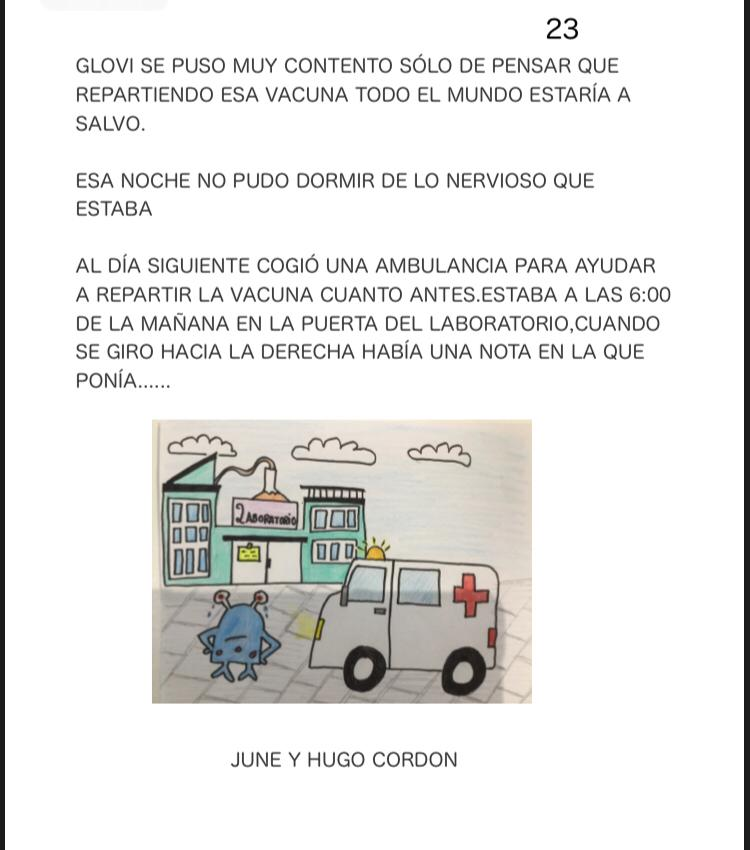 23
GLOVI SE PUSO MUY CONTENTO SÓLO DE PENSAR QUE
REPARTIENDO ESA VACUNA TODO EL MUNDO ESTARÍA A
SALVO.
ESA NOCHE NO PUDO DORMIR DE LO NERVIOSO QUE
ESTABA
AL DÍA SIGUIENTE COGIÓ UNA AMBULANCIA PARA AYUDAR
A REPARTIR LA VACUNA CUANTO ANTES.ESTABA A LAS 6:00
DE LA MAÑANA EN LA PUERTA DEL LABORATORIO,CUANDO
SE GIRO HACIA LA DERECHA HABÍA UNA NOTA EN LA QUE
PONÍA......
LABORATORIO
JUNE Y HUGO CORDON